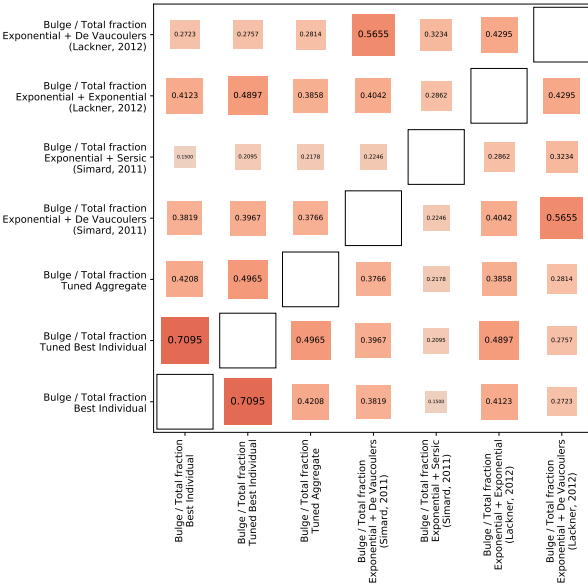 Bulge / Total fraction
Exponential + De Vaucoulers
(Lackner, 2012)
0.2723 0.2757 0.2814 0.5655 0.3234 0.4295
Bulge / Total fraction
Exponential + Exponential
(Lackner, 2012)
0.4123 0.4897 0.3858 0.4042 0.2862 0.4295
Bulge / Total fraction
Exponential + Sersic
(Simard, 2011)
0.1500 0.2095 0.2178 0.2246 0.2862 0.3234
Bulge / Total fraction
Exponential + De Vaucoulers
(Simard, 2011)
0.3819 0.3967 0.3766 0.2246 0.4042 0.5655
Bulge / Total fraction
Tuned Aggregate
0.4208 0.4965 0.3766 0.2178 0.3858 0.2814
Bulge / Total fraction
Tuned Best Individual
0.7095 0.4965 0.3967 0.2095 0.4897 0.2757
Bulge / Total fraction
Best Individual
0.7095 0.4208 0.3819 0.1500 0.4123 0.2723
Bulge / Total fraction
Best Individual
Bulge / Total fraction
Tuned Best Individual
Bulge / Total fraction
Tuned Aggregate
Bulge / Total fraction
Exponential + De Vaucoulers
(Simard, 2011)
Bulge / Total fraction
Exponential + Sersic
(Simard, 2011)
Bulge / Total fraction
Exponential + Exponential
(Lackner, 2012)
Bulge / Total fraction
Exponential + De Vaucoulers
(Lackner, 2012)